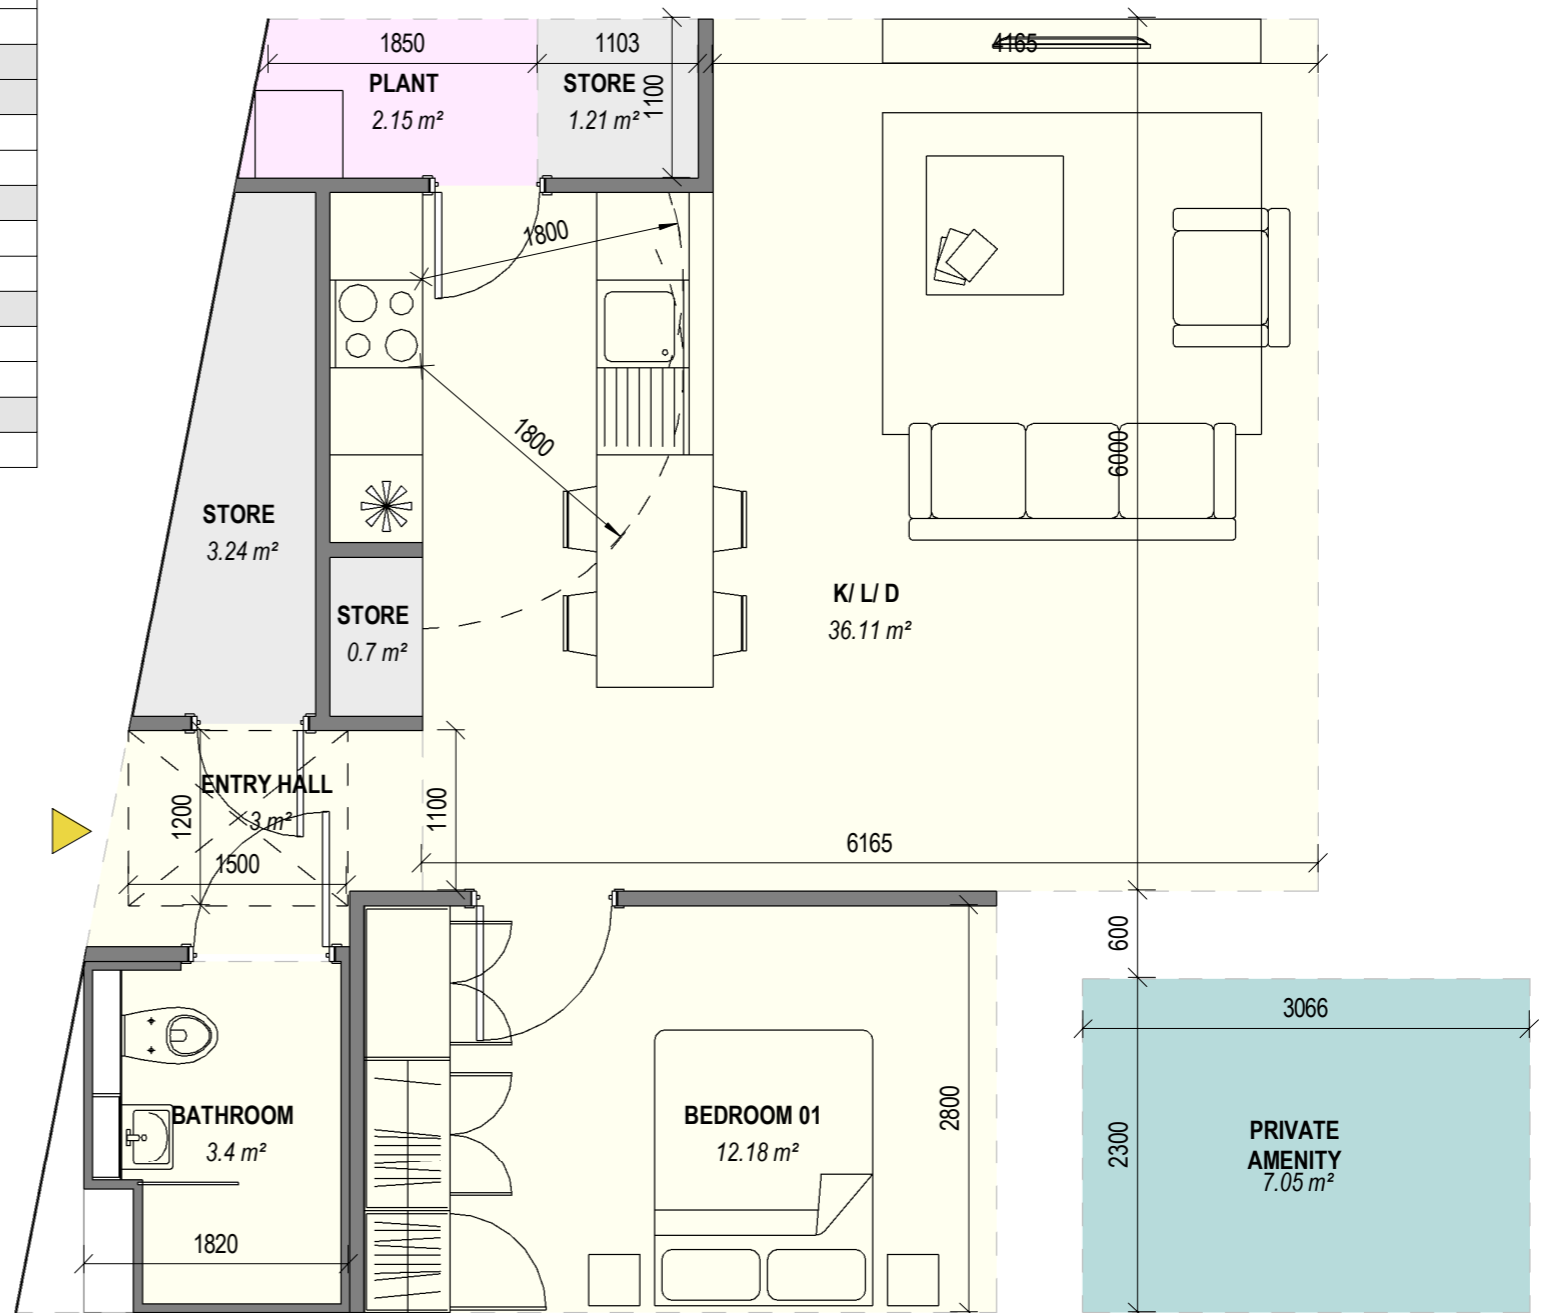 1850
1103
4165
PLANT
2.15 m²
STORE
1.21 m²
1100
1800
1800
6000
STORE
3.24 m²
STORE
0.7 m²
K/ L/ D
36.11 m²
ENTRY HALL
3 m²
1200
1500
1100
6165
600
3066
BATHROOM
3.4 m²
BEDROOM 01
12.18 m²
2800
2300
PRIVATE
AMENITY
7.05 m²
1820